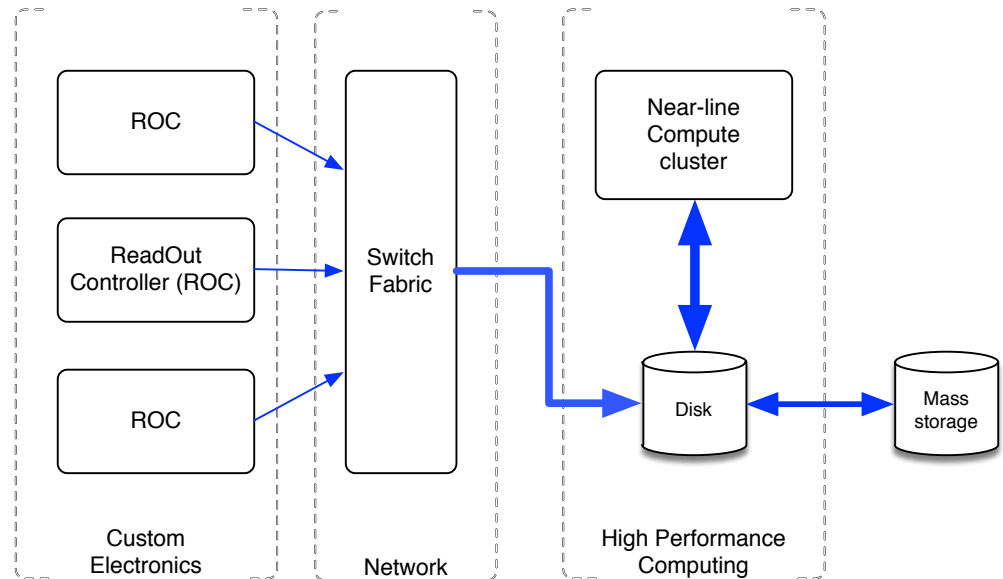 ROC
ReadOut
Controller (ROC)
ROC
Custom
Electronics
Switch
Fabric
Network
Near-line
Compute
cluster
Disk
High Performance
Computing
Mass
storage